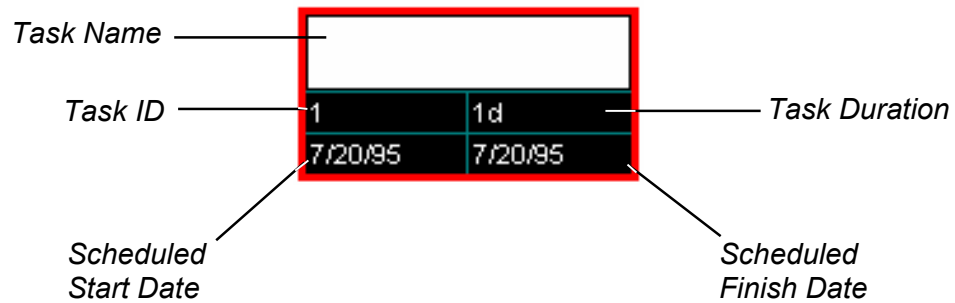 Task Name
Task ID
1
1d
Task Duration
7/20/95
7/20/95
Scheduled
Start Date
Scheduled
Finish Date